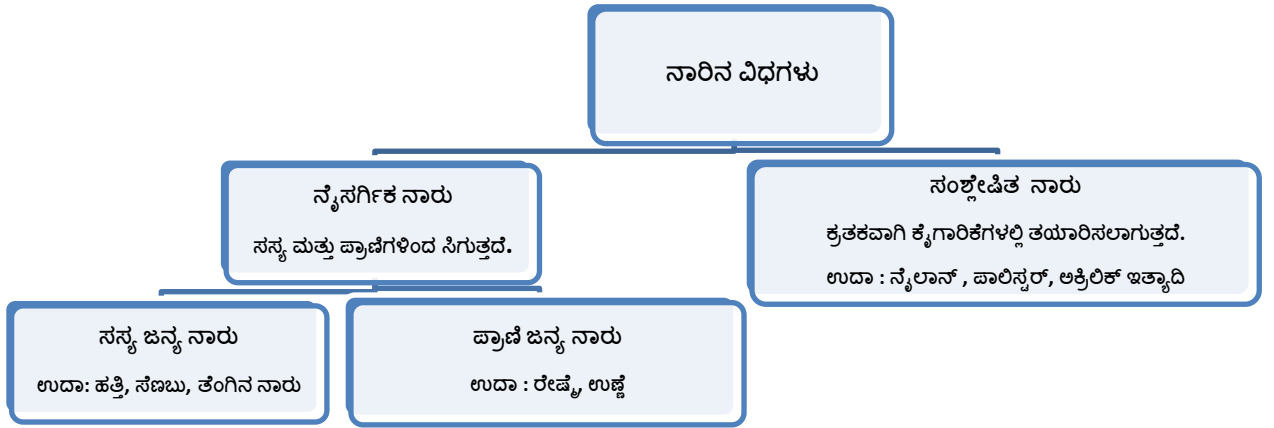 ನಾರಿನ ವಿಧಗಳು
ನೈಸರ್ಗಿಕ ನಾರು
ಸಸ್ಯ ಮತ್ತು ಪ್ರಾಣಿಗಳಿಂದ ಸಿಗುತ್ತದೆ.
ಸಂಶ್ಲೇಷಿತ ನಾರು
ಕ್ರತಕವಾಗಿ ಕೈಗಾರಿಕೆಗಳಲ್ಲಿ ತಯಾರಿಸಲಾಗುತ್ತದೆ.
ಉದಾ : ನೈಲಾನ್ , ಪಾಲಿಸ್ಟರ್, ಅಕ್ರಿಲಿಕ್ ಇತ್ಯಾದಿ
ಸಸ್ಯ ಜನ್ಯ ನಾರು
ಉದಾ: ಹತ್ತಿ, ಸೆಣಬು, ತೆಂಗಿನ ನಾರು
ಪ್ರಾಣಿ ಜನ್ಯ ನಾರು
ಉದಾ : ರೇಷ್ಮೆ, ಉಣ್ಣೆ